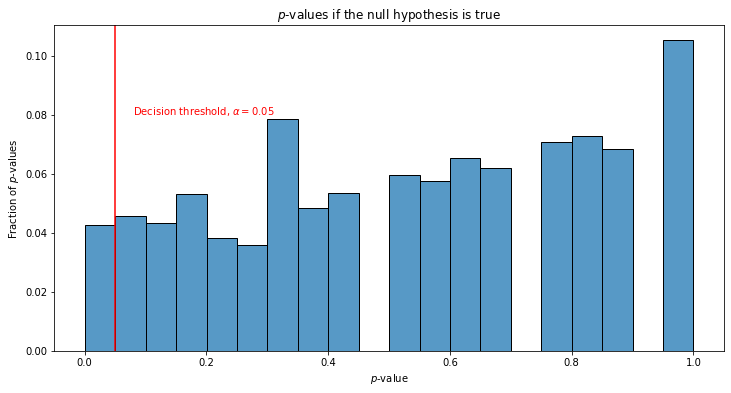 p-values if the null hypothesis is true
0.10
0.08
0.06
0.04
0.02
0.00
Fraction of p-values
Decision threshold, α = 0.05
0.0 0.2 0.4 0.6 0.8 1.0
p-value